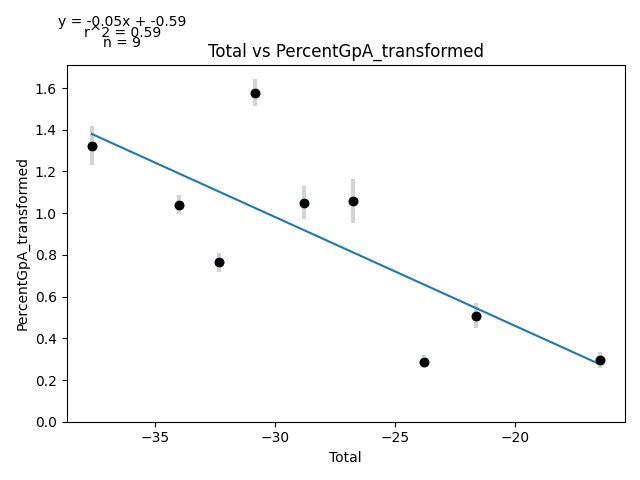 y = -0.05x + -0.59
r^2 = 0.59
n = 9
Total vs PercentGpA_transformed
PercentGpA_transformed
1.6
1.4
1.2
1.0
0.8
0.6
0.4
0.2
0.0
−35
−30
−25
−20
Total